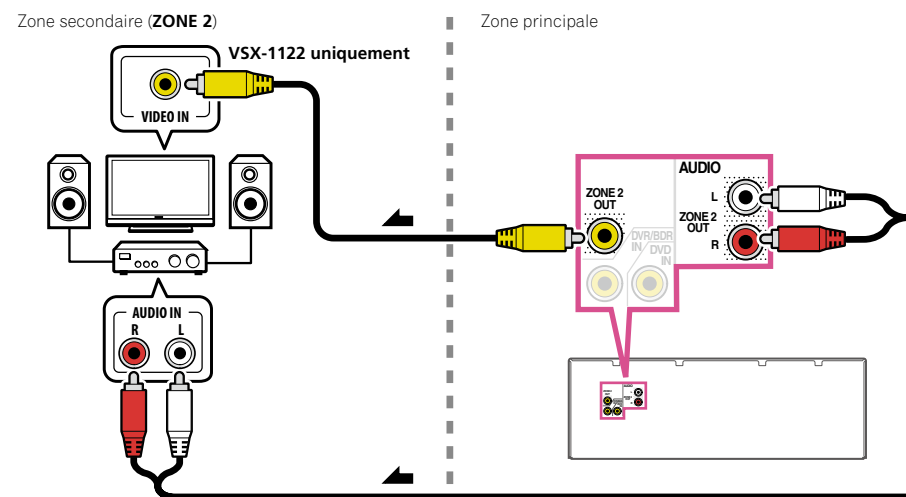 Zone secondaire (ZONE 2)
Zone principale
VSX-1122 uniquement
VIDEO IN
AUDIO
ZONE 2
OUT
L
ZONE 2
OUT
R
DVR/BDR
IN
DVD
IN
AUDIO IN
R L